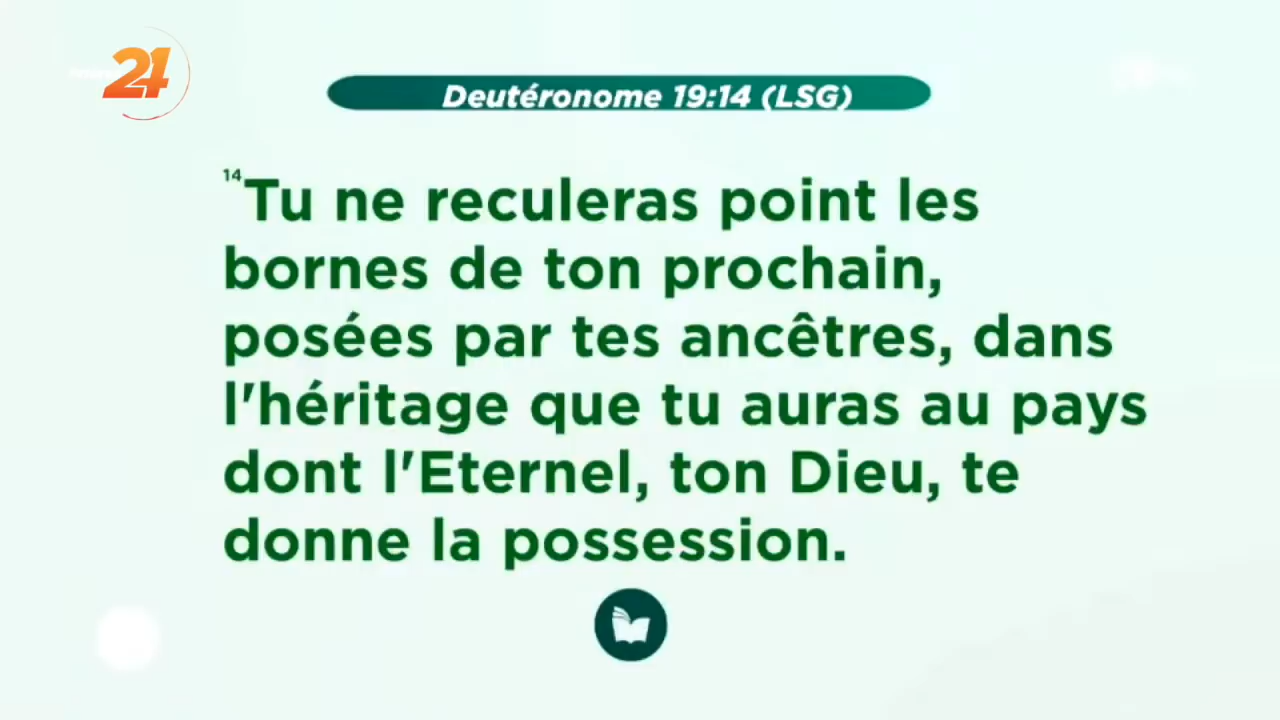 24
Deutéronome 19:14 (LSG)
14Tu ne reculeras point les
bornes de ton prochain,
posées par tes ancêtres, dans
l'héritage que tu auras au pays
dont l'Eternel, ton Dieu, te
donne la possession.